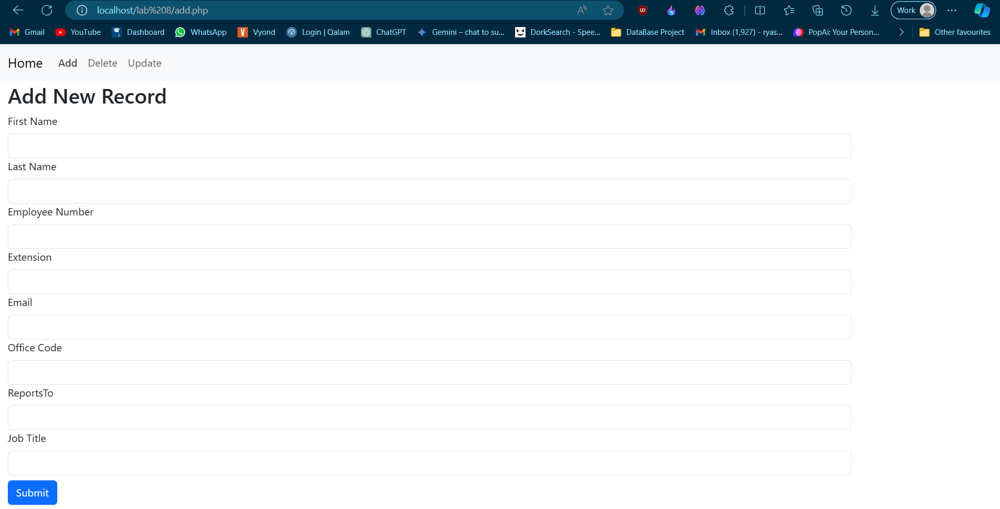 localhost/lab%208/add.php
Work
Gmail YouTube Dashboard WhatsApp V Vyond Login | Qalam ChatGPT Gemini – chat to su... DorkSearch - Spee... DataBase Project Inbox (1,927) - ryas... PopAi: Your Person... Other favourites
Home Add Delete Update
Add New Record
First Name
Last Name
Employee Number
Extension
Email
Office Code
ReportsTo
Job Title
Submit